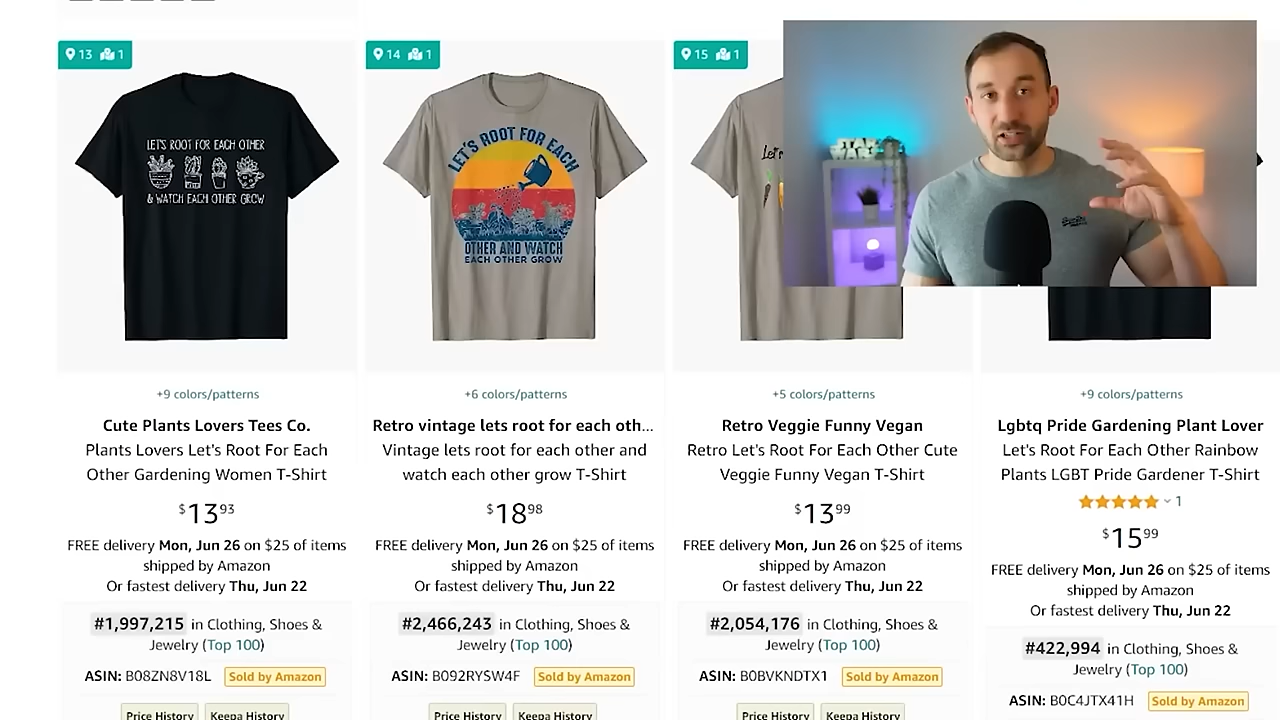 13 1
LET'S ROOT FOR EACH OTHER
& WATCH EACH OTHER GROW
+9 colors/patterns
Cute Plants Lovers Tees Co.
Plants Lovers Let's Root For Each
Other Gardening Women T-Shirt
$13 93
FREE delivery Mon, Jun 26 on $25 of items
shipped by Amazon
Or fastest delivery Thu, Jun 22
#1,997,215 in Clothing, Shoes &
Jewelry (Top 100)
ASIN: B08ZN8V18L Sold by Amazon
Price History Keepa History
14 1
LET'S ROOT FOR EACH
OTHER AND WATCH
EACH OTHER GROW
+6 colors/patterns
Retro vintage lets root for each oth...
Vintage lets root for each other and
watch each other grow T-Shirt
$18 98
FREE delivery Mon, Jun 26 on $25 of items
shipped by Amazon
Or fastest delivery Thu, Jun 22
#2,466,243 in Clothing, Shoes &
Jewelry (Top 100)
ASIN: B092RYSW4F Sold by Amazon
Price History Keepa History
15 1
+5 colors/patterns
Retro Veggie Funny Vegan
Retro Let's Root For Each Other Cute
Veggie Funny Vegan T-Shirt
$13 99
FREE delivery Mon, Jun 26 on $25 of items
shipped by Amazon
Or fastest delivery Thu, Jun 22
#2,054,176 in Clothing, Shoes &
Jewelry (Top 100)
ASIN: B0BVKNDTX1 Sold by Amazon
Price History Keepa History
+9 colors/patterns
Lgbtq Pride Gardening Plant Lover
Let's Root For Each Other Rainbow
Plants LGBT Pride Gardener T-Shirt
1
$15 99
FREE delivery Mon, Jun 26 on $25 of items
shipped by Amazon
Or fastest delivery Thu, Jun 22
#422,994 in Clothing, Shoes &
Jewelry (Top 100)
ASIN: B0C4JTX41H Sold by Amazon